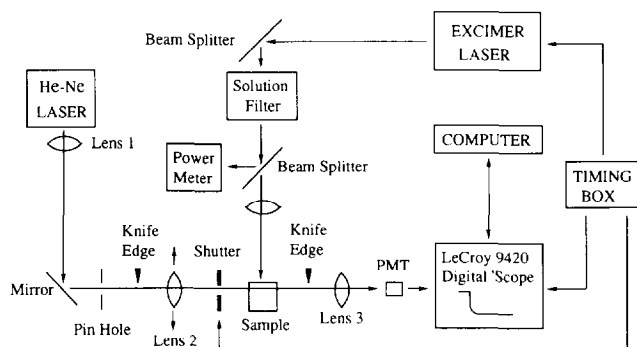 Beam Splitter
EXCIMER
LASER
He-Ne
LASER
Solution
Filter
Lens 1
COMPUTER
Power
Meter
Beam Splitter
TIMING
BOX
Knife
Edge
Shutter
Knife
Edge
PMT
LeCroy 9420
Digital 'Scope
Mirror
Pin Hole
Lens 2
Sample
Lens 3